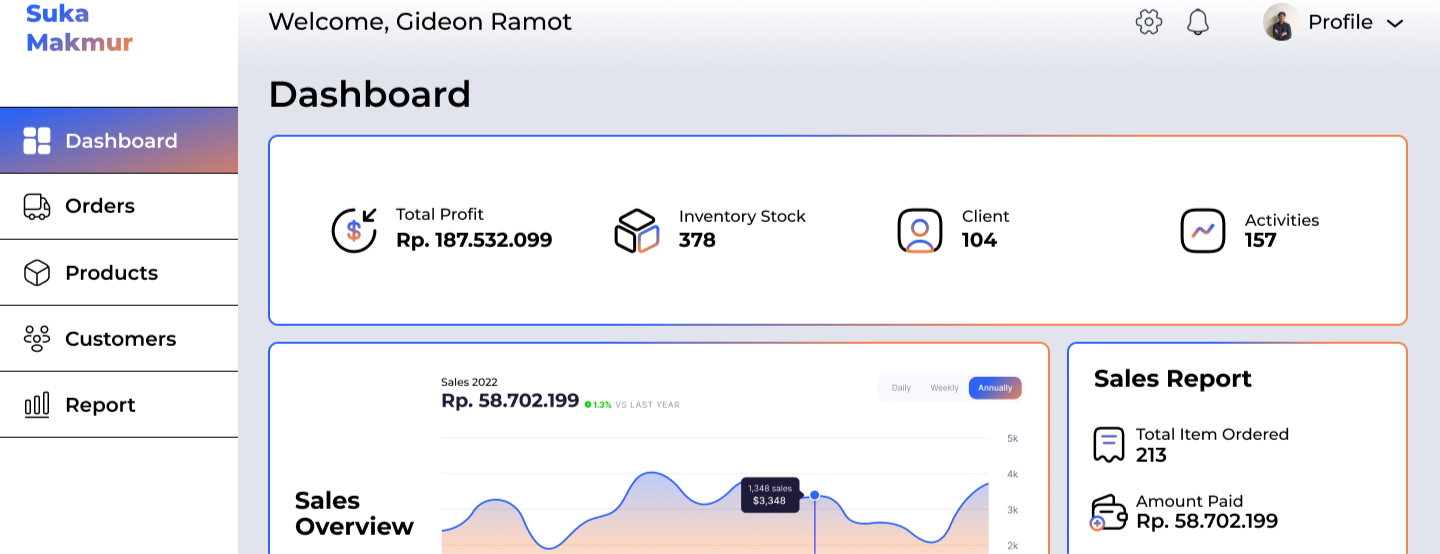 Suka
Makmur
Welcome, Gideon Ramot
Profile
Dashboard
Dashboard
Orders
Products
Customers
Report
Total Profit
Rp. 187.532.099
Inventory Stock
378
Client
104
Activities
157
Sales 2022
Rp. 58.702.199
1.3% VS LAST YEAR
Daily
Weekly
Annually
5k
4k
3k
2k
1,348 sales
$3,348
Sales
Overview
Sales Report
Total Item Ordered
213
Amount Paid
Rp. 58.702.199